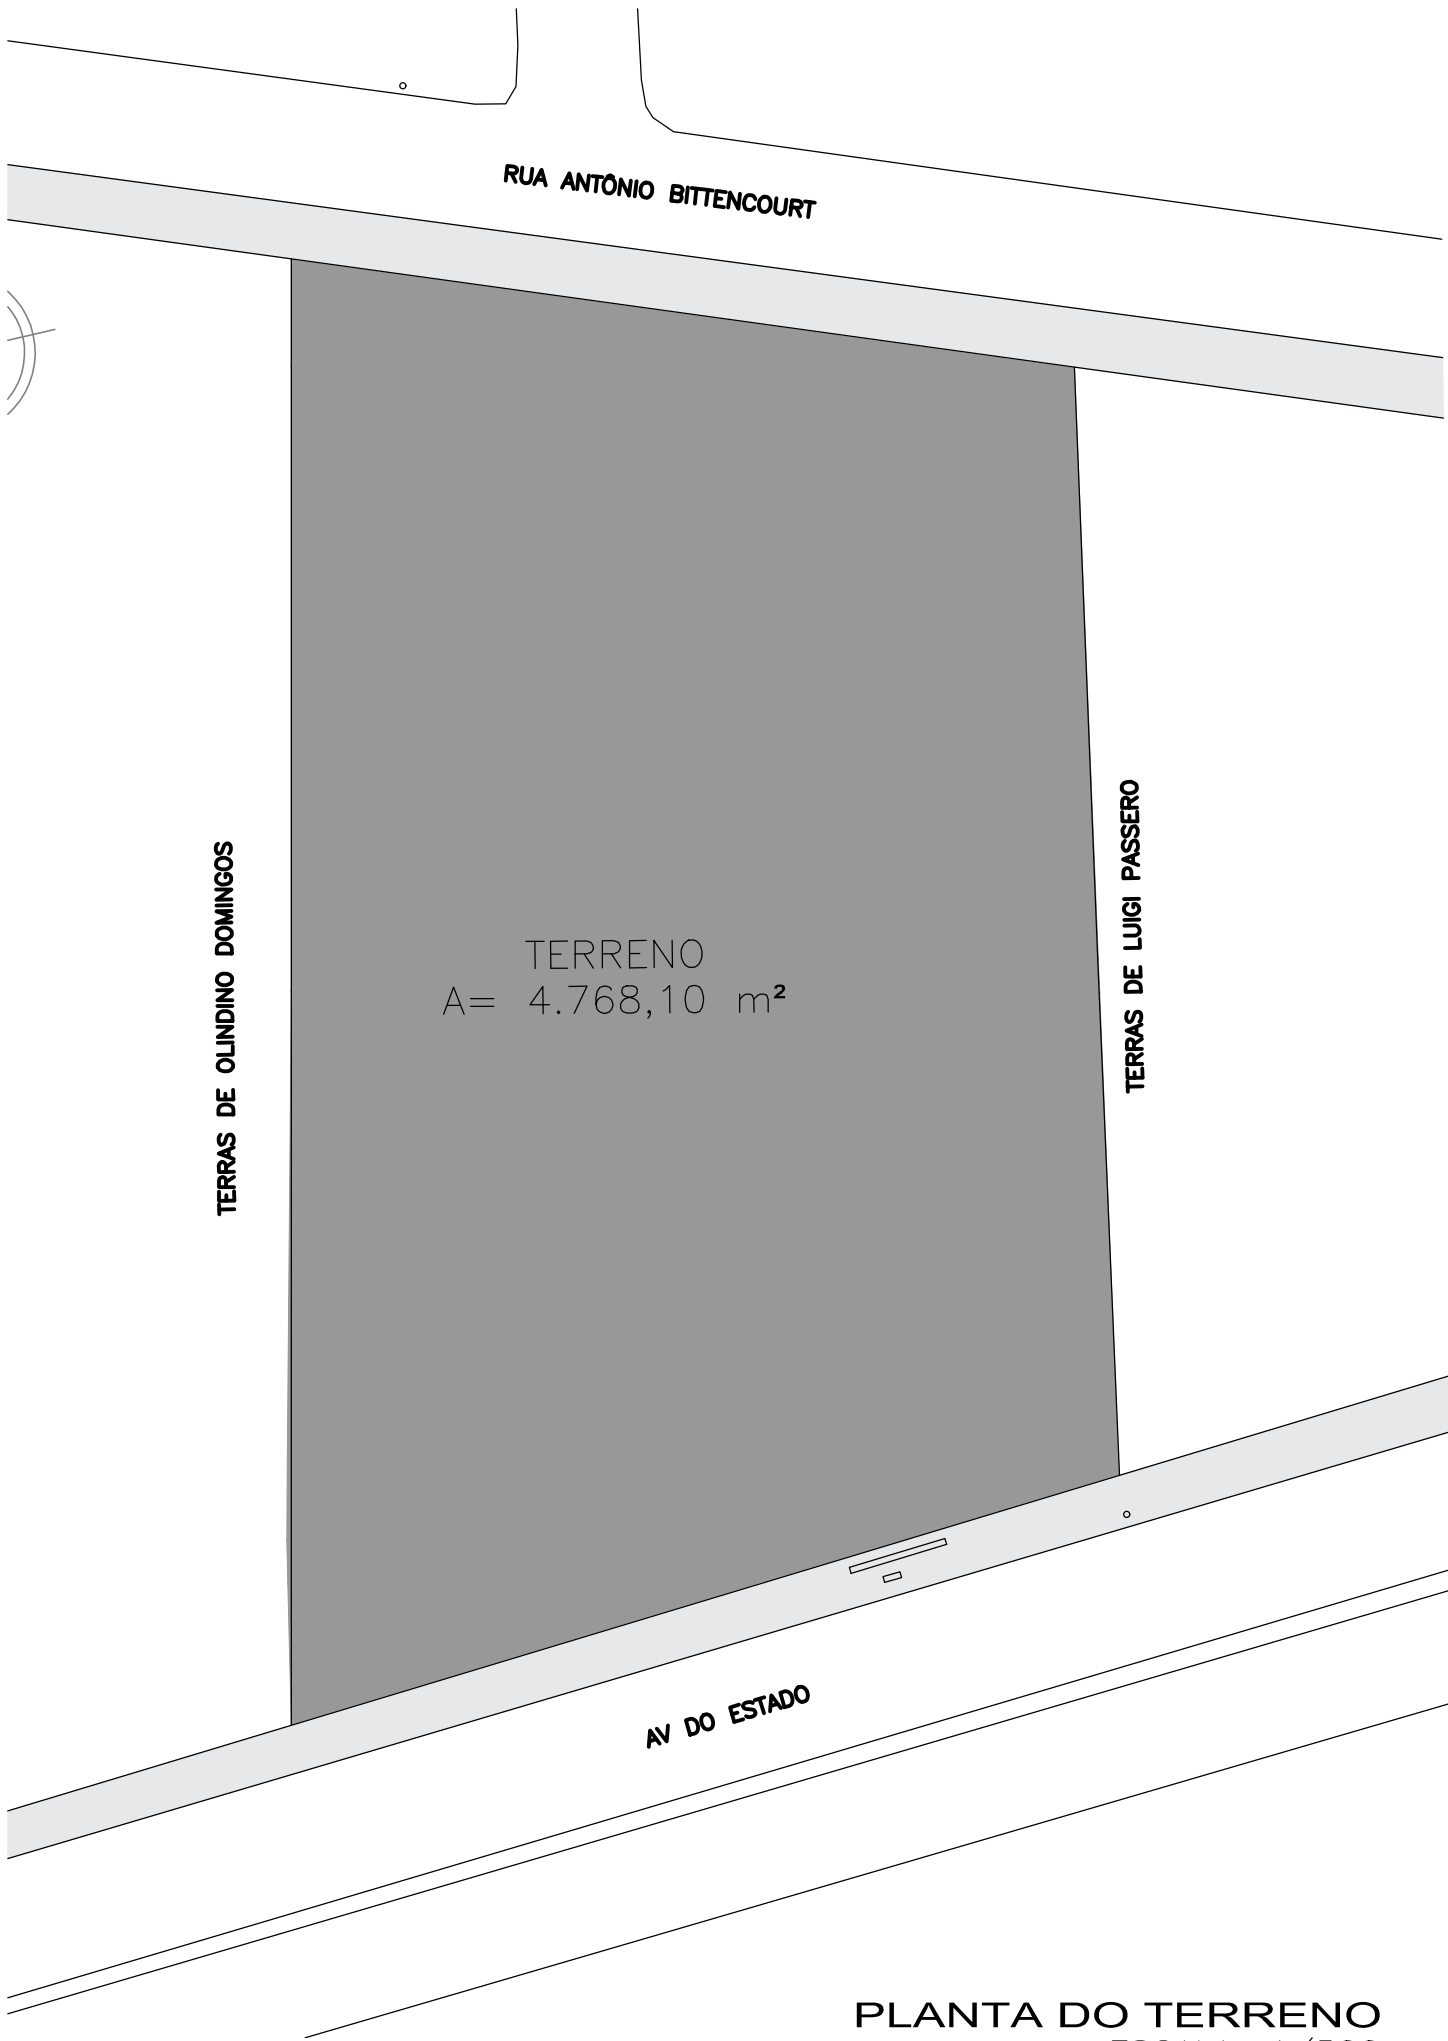 RUA ANTÔNIO BITTENCOURT
TERRAS DE OLINDINO DOMINGOS
TERRAS DE LUIGI PASSERO
TERRENO
A= 4.768,10 m²
AV DO ESTADO
PLANTA DO TERRENO